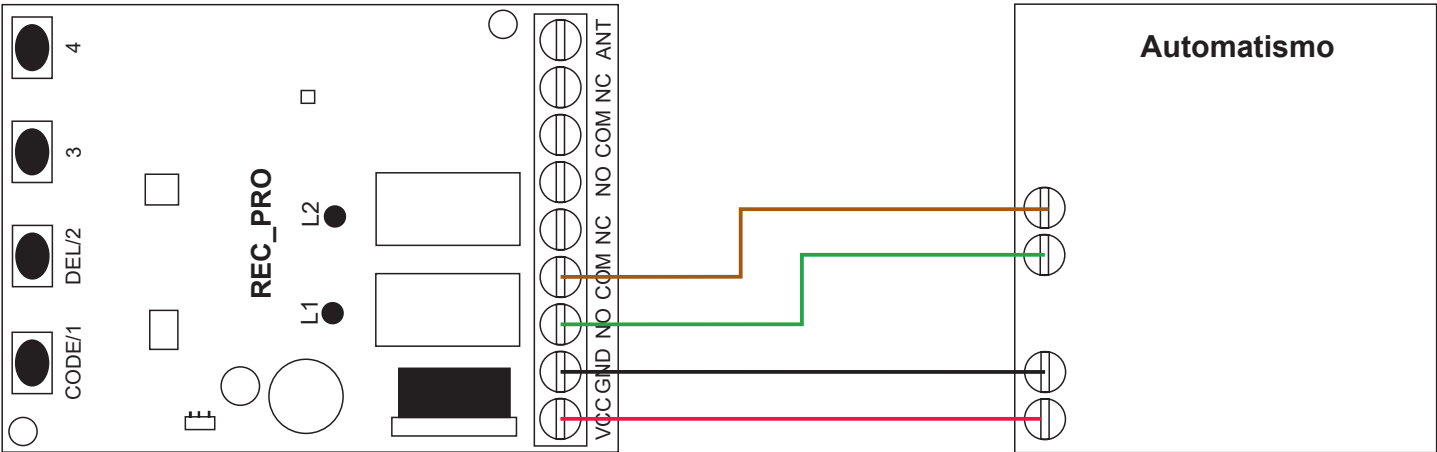 4
3
DEL/2
CODE/1
REC_PRO
L2
L1
ANT
NC
COM
NO
NC
COM
NO
GND
VCC
Automatismo